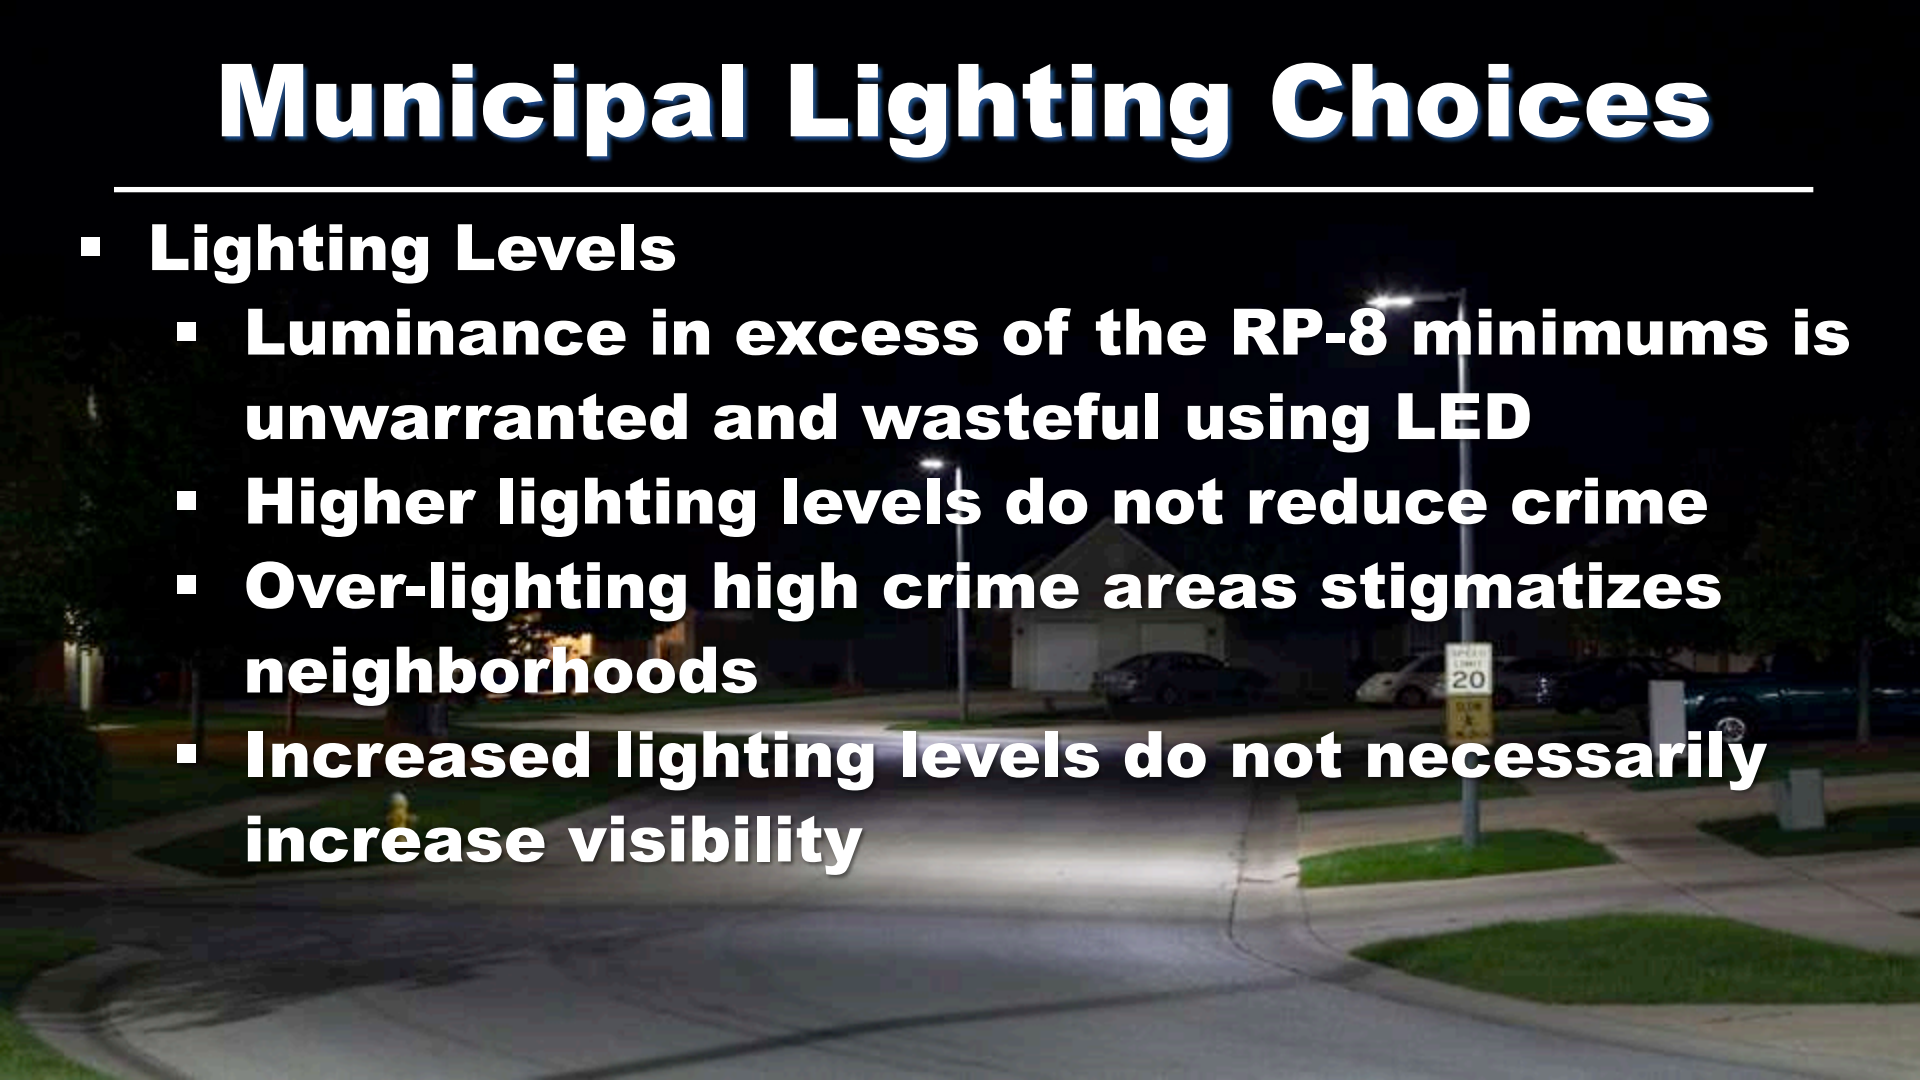 Municipal Lighting Choices
▪ Lighting Levels
▪ Luminance in excess of the RP-8 minimums is
unwarranted and wasteful using LED
▪ Higher lighting levels do not reduce crime
▪ Over-lighting high crime areas stigmatizes
neighborhoods
▪ Increased lighting levels do not necessarily
increase visibility
SPEED
LIMIT
20
SLOW